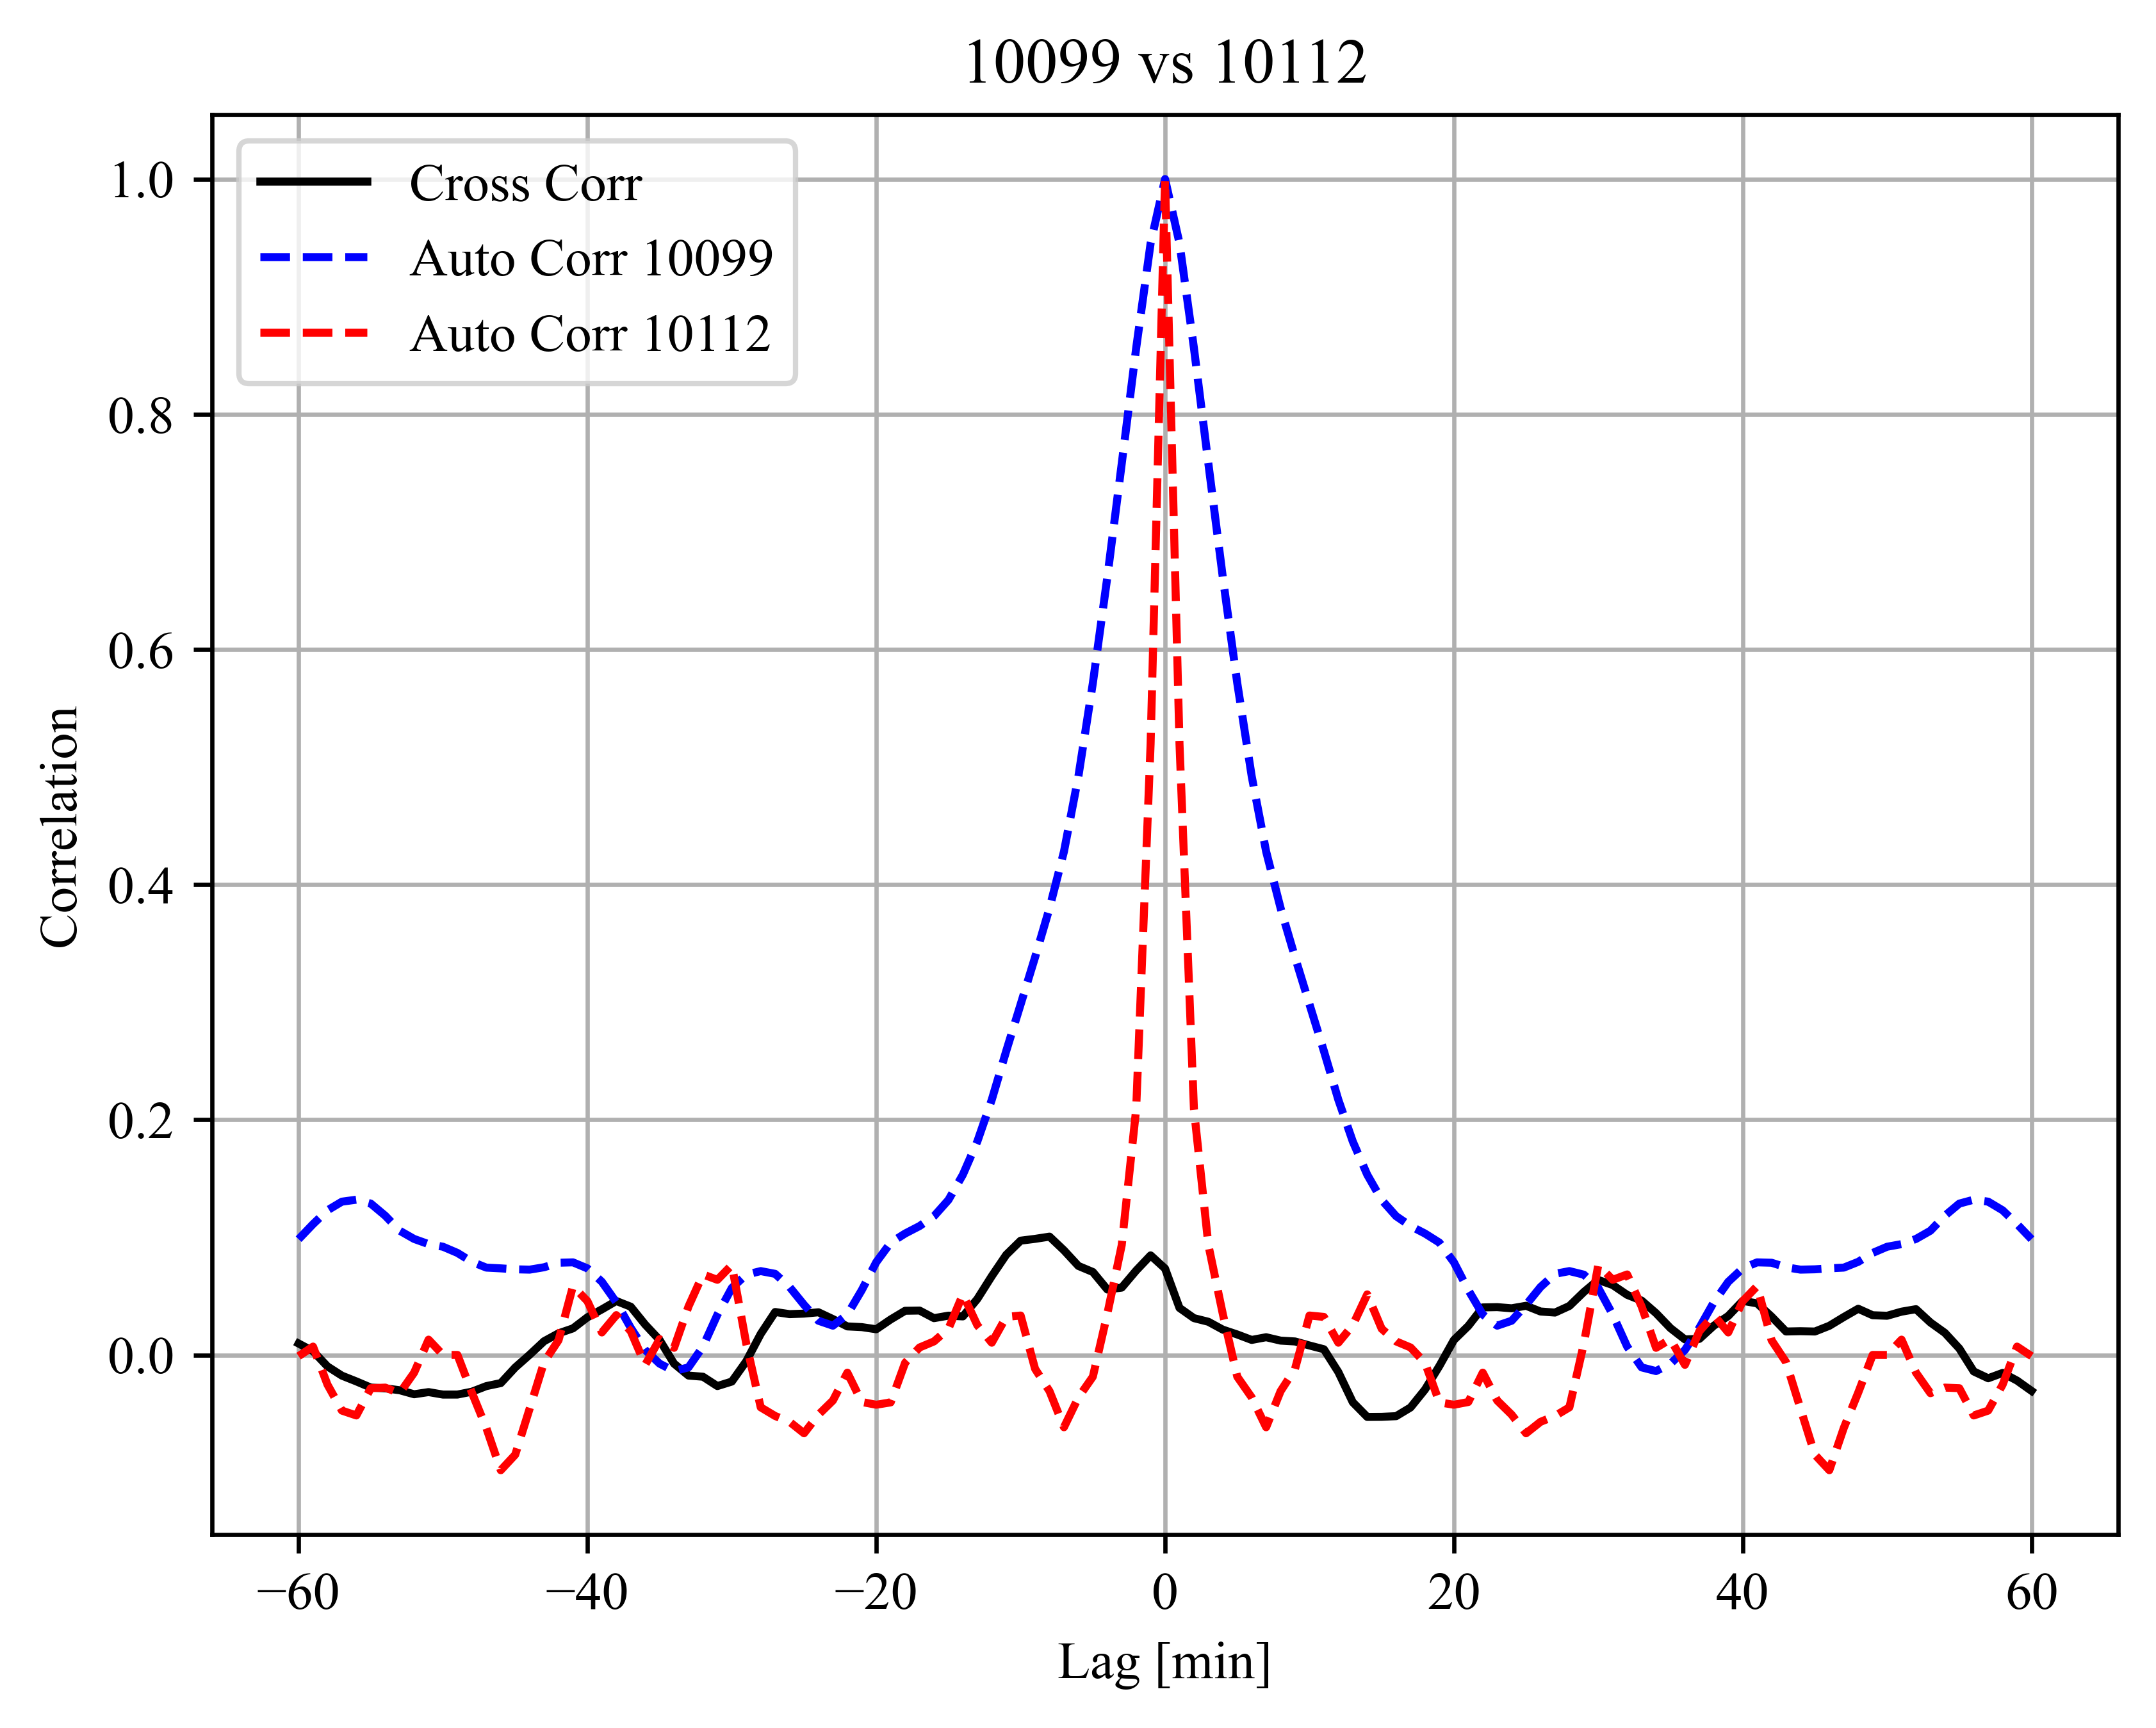 10099 vs 10112
Cross Corr
Auto Corr 10099
Auto Corr 10112
1.0
0.8
0.6
0.4
0.2
0.0
Correlation
−60
−40
−20
0
20
40
60
Lag [min]